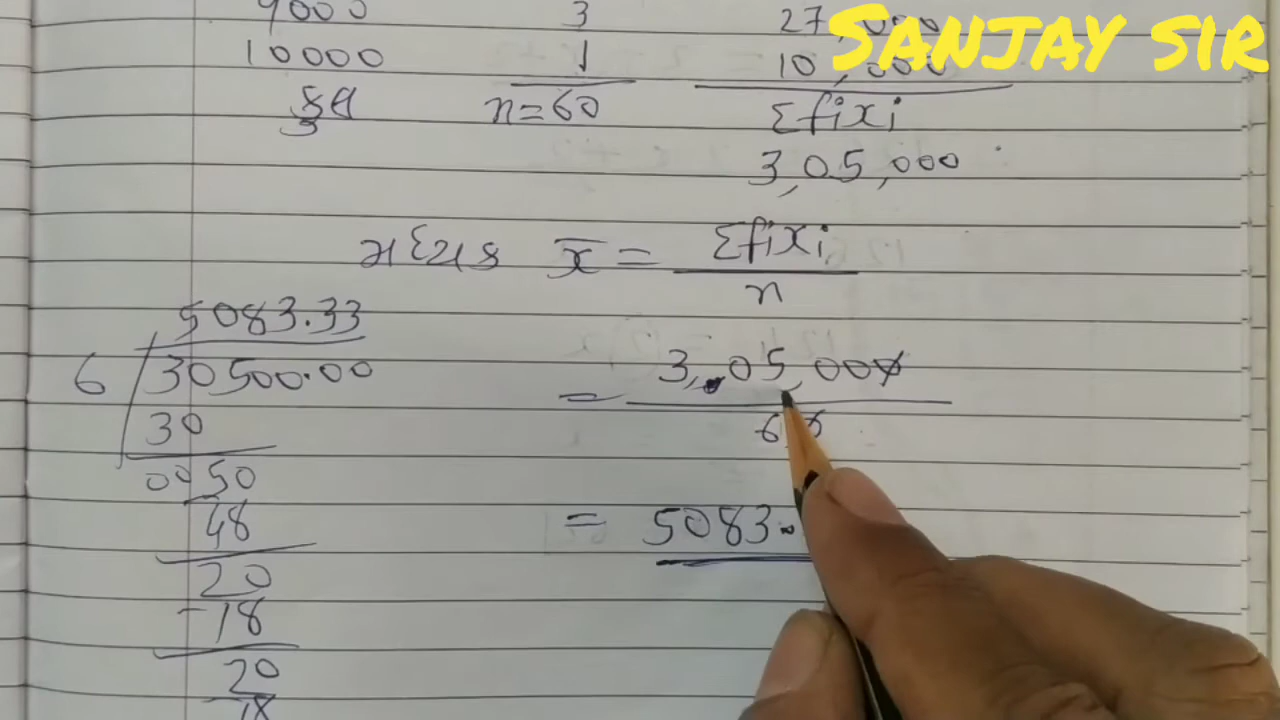 SANJAY SIR
9000 3 27,000
10000 1 10,000
n=60 Σfixi
3,05,000
મધ્યક x̄ = Σfixi
n
5083.33
6 30500.00 = 3,05,000
30 60
0050
48 = 5083.
20
-18
20
18